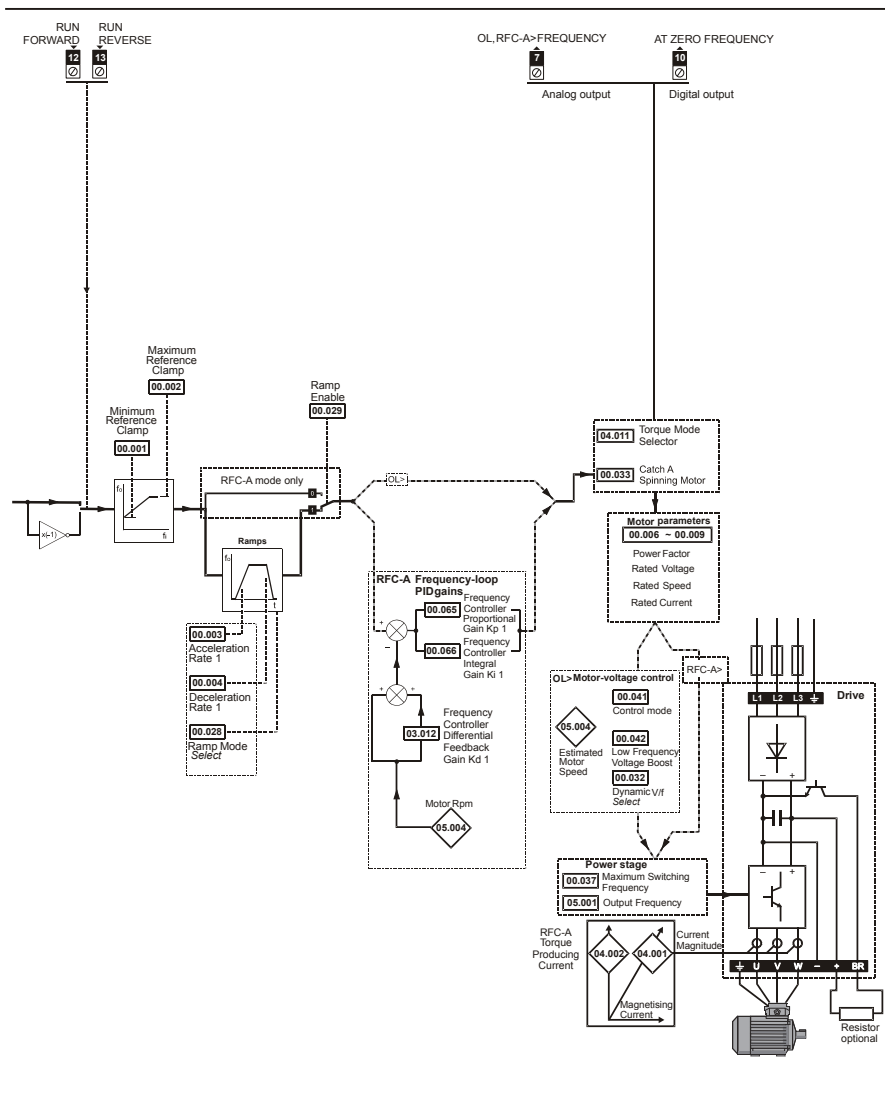 RUN FORWARD
RUN REVERSE
12
13
OL,RFC-A>FREQUENCY
AT ZERO FREQUENCY
7
10
Analog output
Digital output
Maximum
Reference
Clamp
00.002
Minimum
Reference
Clamp
00.001
Ramp
Enable
00.029
x(-1)
RFC-A mode only
0
1
OL>
Ramps
t
00.003
Acceleration
Rate 1
00.004
Deceleration
Rate 1
00.028
Ramp Mode
Select
RFC-A Frequency-loop
PIDgains
+
−
00.065
Frequency
Controller
Proportional
Gain Kp 1
00.066
Frequency
Controller
Integral
Gain Ki 1
+
+
03.012
Frequency
Controller
Differential
Feedback
Gain Kd 1
Motor Rpm
05.004
04.011
Torque Mode
Selector
00.033
Catch A
Spinning Motor
Motor parameters
00.006 ~ 00.009
Power Factor
Rated Voltage
Rated Speed
Rated Current
OL>Motor-voltage control
RFC-A>
05.004
Estimated
Motor
Speed
00.041
Control mode
00.042
Low Frequency
Voltage Boost
00.032
Dynamic V/f
Select
Power stage
00.037 Maximum Switching
Frequency
05.001 Output Frequency
RFC-A
Torque
Producing
Current
04.002
04.001
Current
Magnitude
Magnetising
Current
L1 L2 L3
Drive
− +
− +
U V W − + BR
Resistor
optional